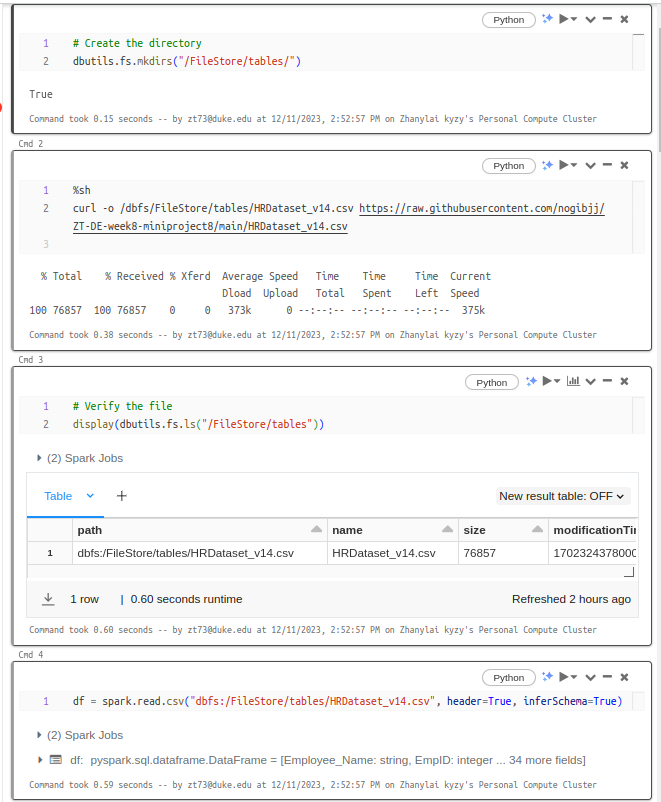 Python
1 # Create the directory
2 dbutils.fs.mkdirs("/FileStore/tables/")
True
Command took 0.15 seconds -- by zt73@duke.edu at 12/11/2023, 2:52:57 PM on Zhanylai kyzy's Personal Compute Cluster
Cmd 2
Python
1 %sh
2 curl -o /dbfs/FileStore/tables/HRDataset_v14.csv https://raw.githubusercontent.com/nogibjj/
ZT-DE-week8-miniproject8/main/HRDataset_v14.csv
3
% Total % Received % Xferd Average Speed Time Time Time Current
Dload Upload Total Spent Left Speed
100 76857 100 76857 0 0 373k 0 --:--:-- --:--:-- --:--:-- 375k
Command took 0.38 seconds -- by zt73@duke.edu at 12/11/2023, 2:52:57 PM on Zhanylai kyzy's Personal Compute Cluster
Cmd 3
Python
1 # Verify the file
2 display(dbutils.fs.ls("/FileStore/tables"))
(2) Spark Jobs
Table + New result table: OFF
path name size modificationTi
1 dbfs:/FileStore/tables/HRDataset_v14.csv HRDataset_v14.csv 76857 1702324378000
1 row | 0.60 seconds runtime Refreshed 2 hours ago
Command took 0.60 seconds -- by zt73@duke.edu at 12/11/2023, 2:52:57 PM on Zhanylai kyzy's Personal Compute Cluster
Cmd 4
Python
1 df = spark.read.csv("dbfs:/FileStore/tables/HRDataset_v14.csv", header=True, inferSchema=True)
(2) Spark Jobs
df: pyspark.sql.dataframe.DataFrame = [Employee_Name: string, EmpID: integer ... 34 more fields]
Command took 0.59 seconds -- by zt73@duke.edu at 12/11/2023, 2:52:57 PM on Zhanylai kyzy's Personal Compute Cluster